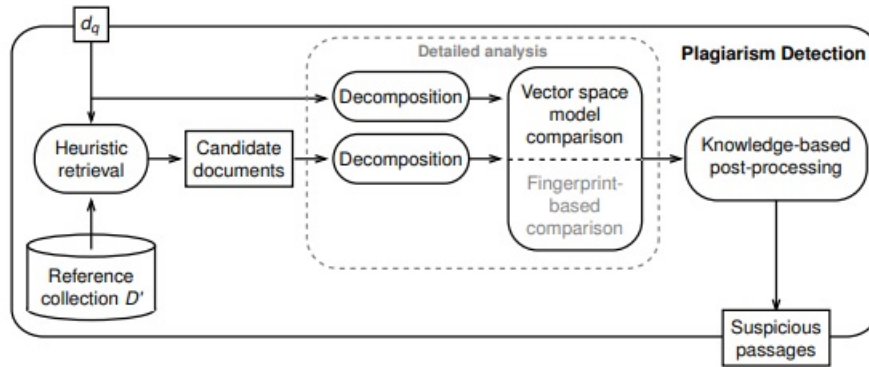 d_q
Detailed analysis
Plagiarism Detection
Decomposition
Vector space
model
comparison
Heuristic
retrieval
Candidate
documents
Decomposition
Knowledge-based
post-processing
Fingerprint-
based
comparison
Reference
collection D'
Suspicious
passages